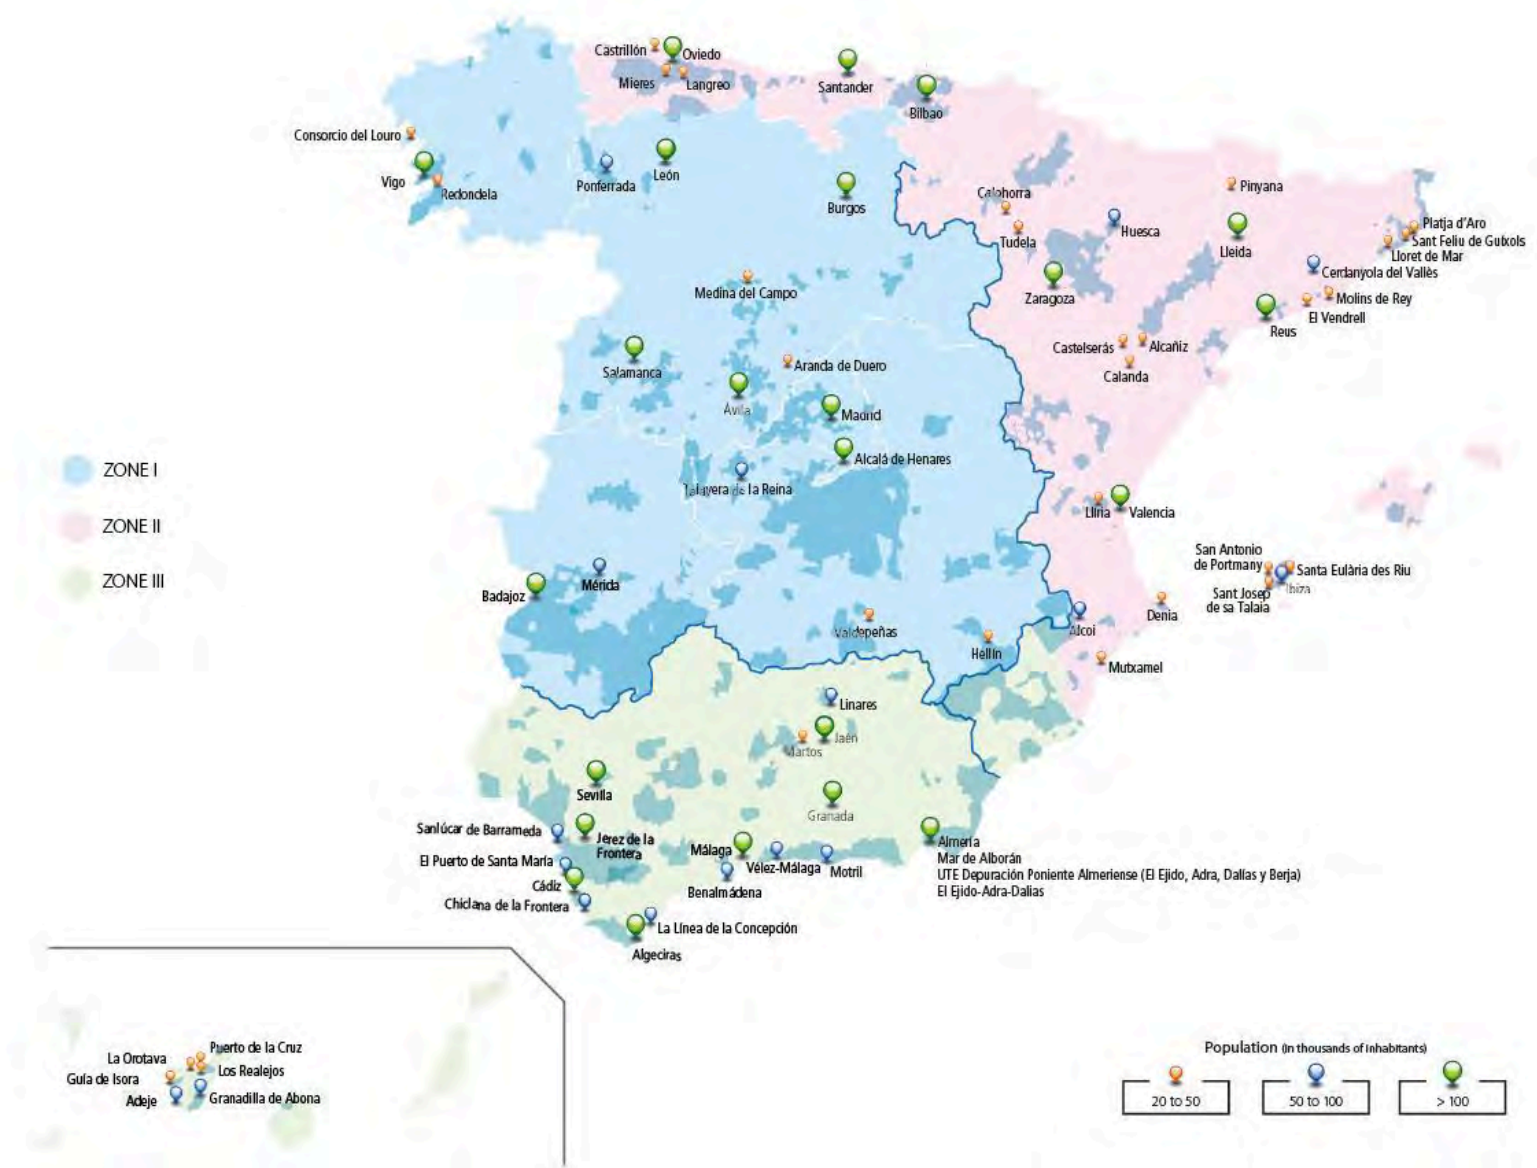 Castrillón
Oviedo
Mieres
Langreo
Santander
Bilbao
Consorcio del Louro
Vigo
Redondela
Ponferrada
León
Burgos
Calahorra
Tudela
Huesca
Pinyana
Lleida
Platja d'Aro
Sant Feliu de Guíxols
Lloret de Mar
Cerdanyola del Vallès
Molins de Rey
El Vendrell
Reus
Zaragoza
Medina del Campo
Castelserás
Alcañiz
Calanda
Salamanca
Aranda de Duero
Ávila
Madrid
Alcalá de Henares
Talavera de la Reina
ZONE I
ZONE II
ZONE III
Llíria
Valencia
San Antonio
de Portmany
Santa Eulària des Riu
Ibiza
Sant Josep
de sa Talaia
Badajoz
Mérida
Denia
Valdepeñas
Hellín
Alcoi
Mutxamel
Linares
Martos
Jaén
Sevilla
Granada
Sanlúcar de Barrameda
Jerez de la
Frontera
El Puerto de Santa María
Cádiz
Chiclana de la Frontera
Málaga
Vélez-Málaga
Motril
Benalmádena
Almería
Mar de Alborán
UTE Depuración Poniente Almeriense (El Ejido, Adra, Dalías y Berja)
El Ejido-Adra-Dalias
La Línea de la Concepción
Algeciras
Puerto de la Cruz
La Orotava
Los Realejos
Guía de Isora
Adeje
Granadilla de Abona
Population (in thousands of inhabitants)
20 to 50
50 to 100
> 100